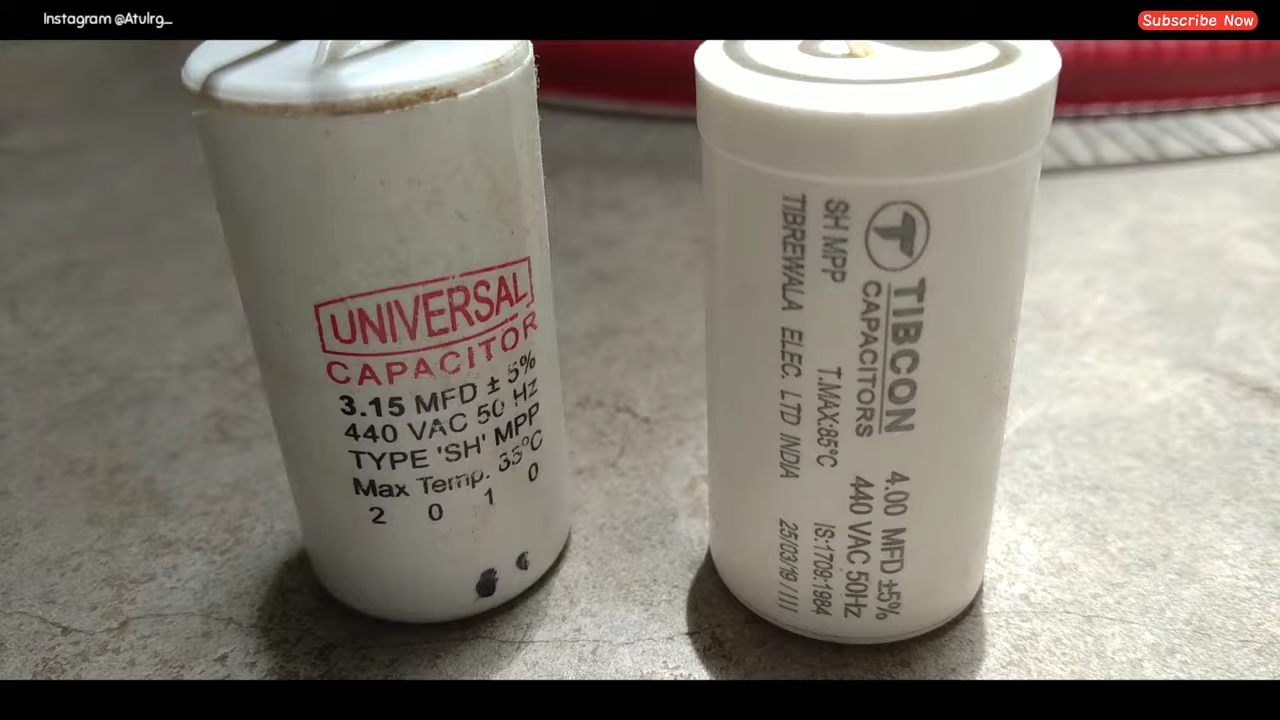 Instagram @Atulrg_
Subscribe Now
UNIVERSAL
CAPACITOR
3.15 MFD ± 5%
440 VAC 50 Hz
TYPE 'SH' MPP
Max Temp. 35°C
2 0 1 0
TIBCON
CAPACITORS
4.00 MFD ±5%
440 VAC 50Hz
SH MPP T.MAX:85°C IS:1709:1984
TIBREWALA ELEC. LTD INDIA 25/03/19 ////